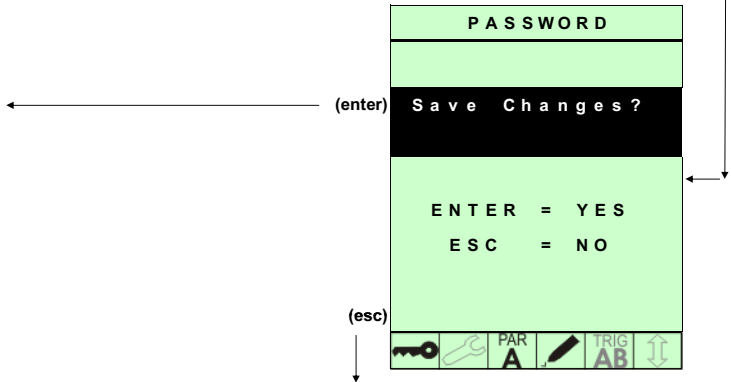 PASSWORD
(enter) Save Changes?
ENTER = YES
ESC = NO
(esc)
PAR TRIG
A AB